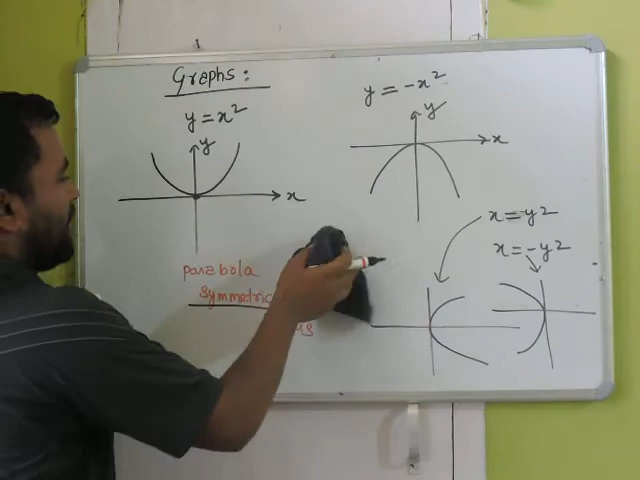 Graphs:
y = x²
y
x
y = -x²
y
x
x = y²
x = -y²
parabola
symmetric